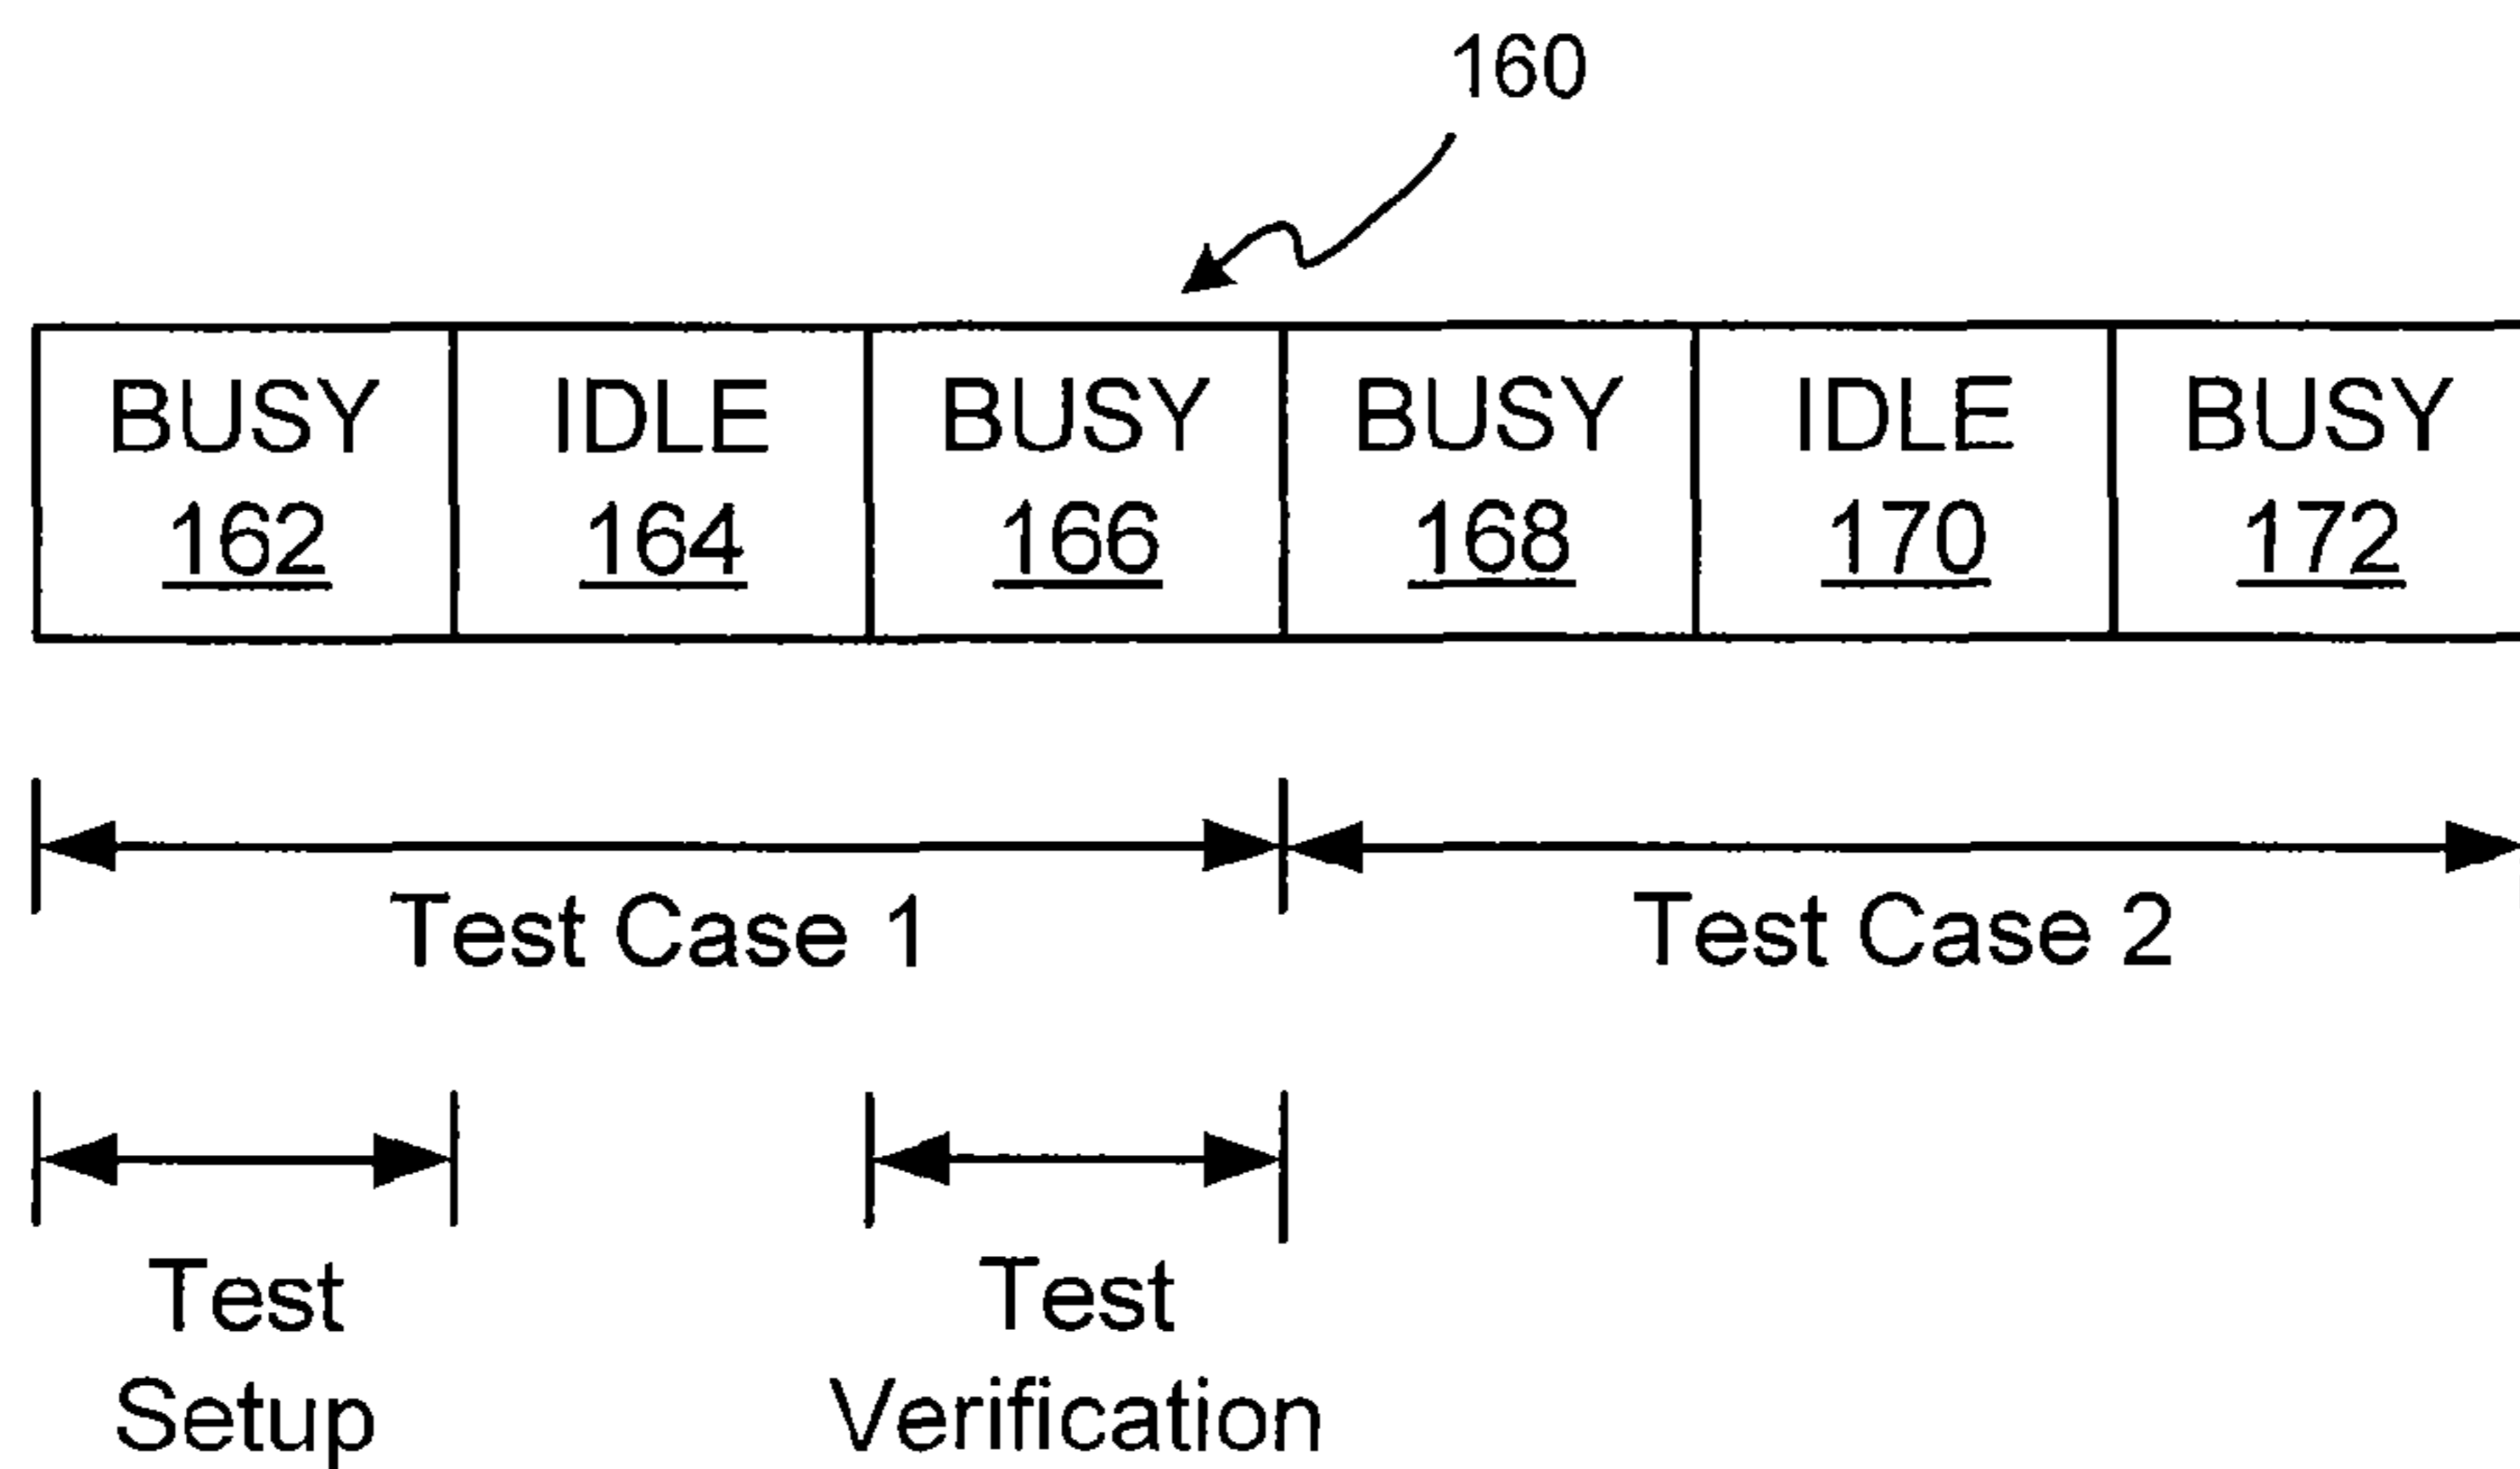 160
BUSY IDLE BUSY BUSY IDLE BUSY
162 164 166 168 170 172
Test Case 1 Test Case 2
Test Setup
Test Verification